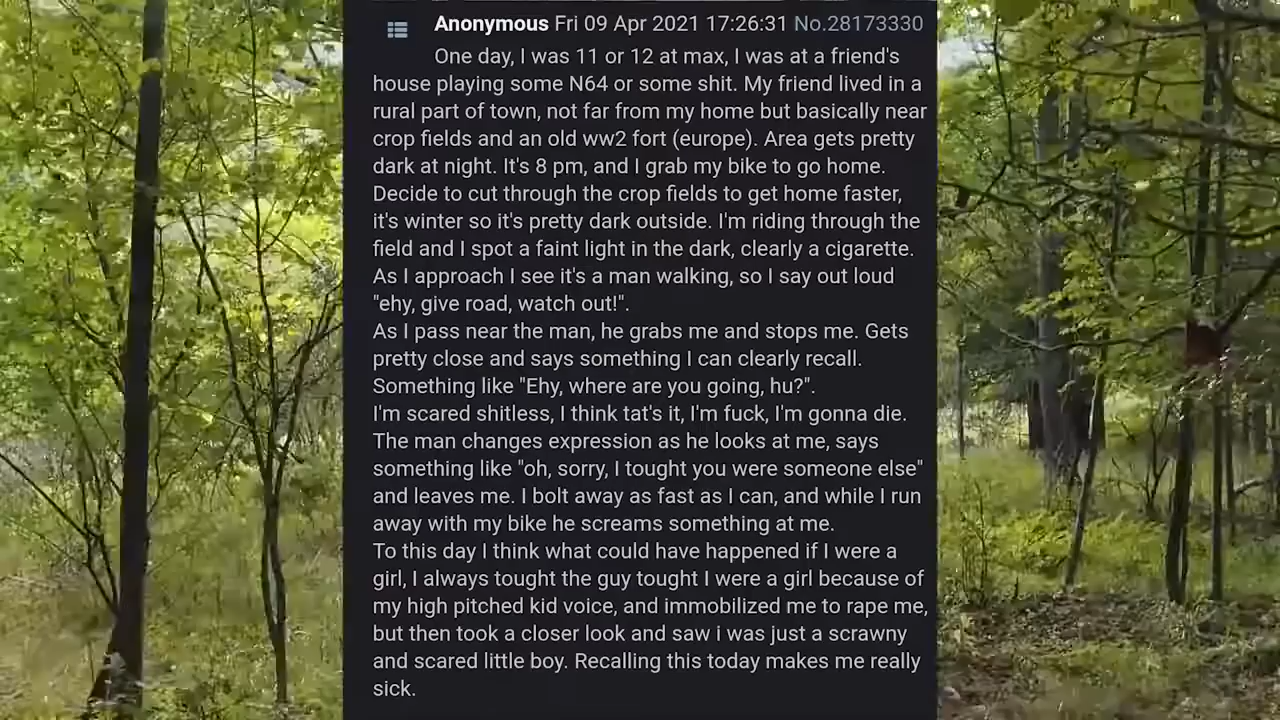 Anonymous Fri 09 Apr 2021 17:26:31 No.28173330
One day, I was 11 or 12 at max, I was at a friend's
house playing some N64 or some shit. My friend lived in a
rural part of town, not far from my home but basically near
crop fields and an old ww2 fort (europe). Area gets pretty
dark at night. It's 8 pm, and I grab my bike to go home.
Decide to cut through the crop fields to get home faster,
it's winter so it's pretty dark outside. I'm riding through the
field and I spot a faint light in the dark, clearly a cigarette.
As I approach I see it's a man walking, so I say out loud
"ehy, give road, watch out!".
As I pass near the man, he grabs me and stops me. Gets
pretty close and says something I can clearly recall.
Something like "Ehy, where are you going, hu?".
I'm scared shitless, I think tat's it, I'm fuck, I'm gonna die.
The man changes expression as he looks at me, says
something like "oh, sorry, I tought you were someone else"
and leaves me. I bolt away as fast as I can, and while I run
away with my bike he screams something at me.
To this day I think what could have happened if I were a
girl, I always tought the guy tought I were a girl because of
my high pitched kid voice, and immobilized me to rape me,
but then took a closer look and saw i was just a scrawny
and scared little boy. Recalling this today makes me really
sick.